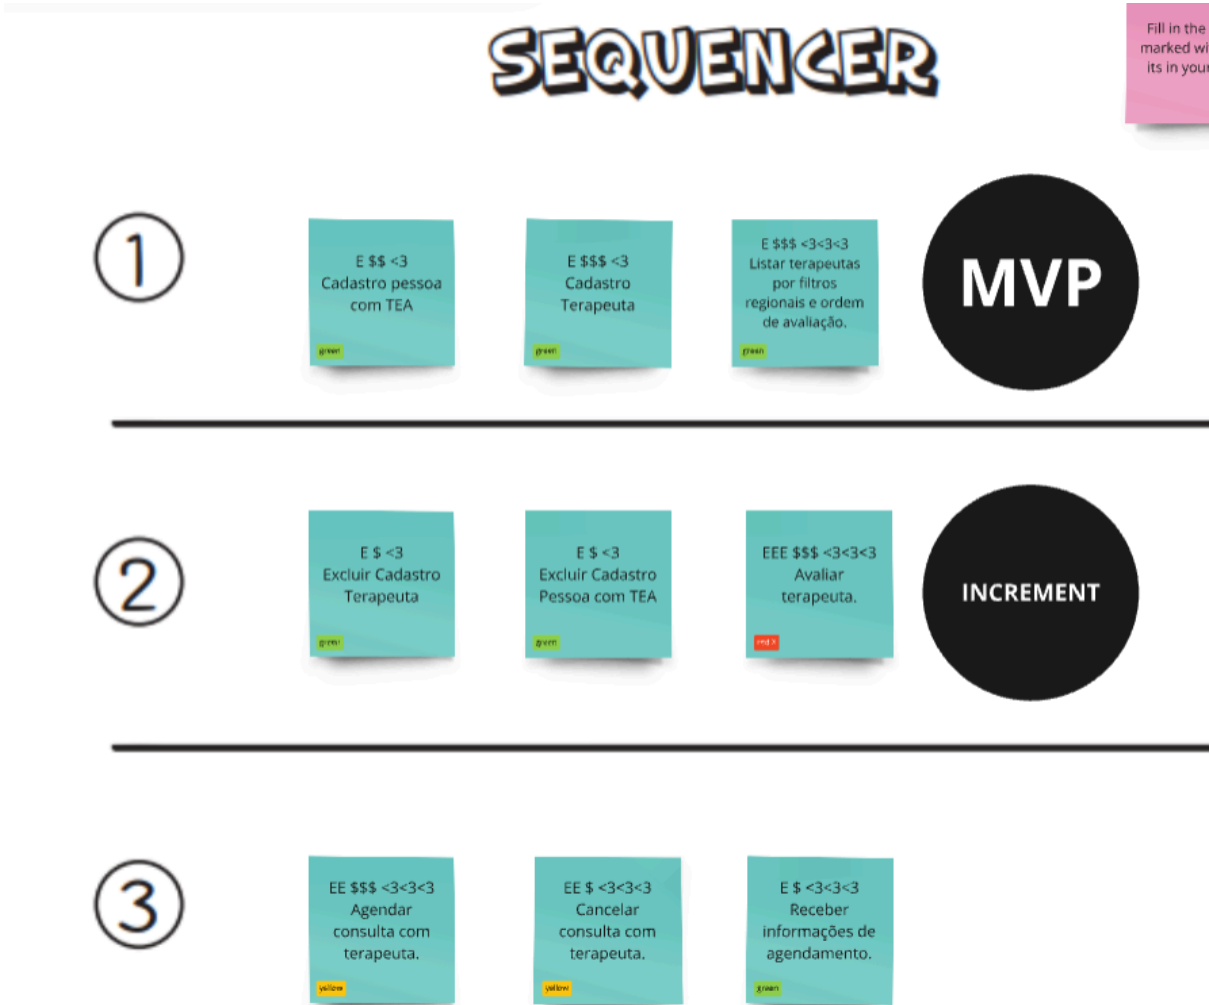 SEQUENCER
Fill in the
marked wi
its in your
1
E $$ <3
Cadastro pessoa
com TEA
green
E $$$ <3
Cadastro
Terapeuta
green
E $$$ <3<3<3
Listar terapeutas
por filtros
regionais e ordem
de avaliação.
green
MVP
2
E $ <3
Excluir Cadastro
Terapeuta
green
E $ <3
Excluir Cadastro
Pessoa com TEA
green
EEE $$$ <3<3<3
Avaliar
terapeuta.
INCREMENT
3
EE $$$ <3<3<3
Agendar
consulta com
terapeuta.
yellow
EE $ <3<3<3
Cancelar
consulta com
terapeuta.
yellow
E $ <3<3<3
Receber
informações de
agendamento.
green